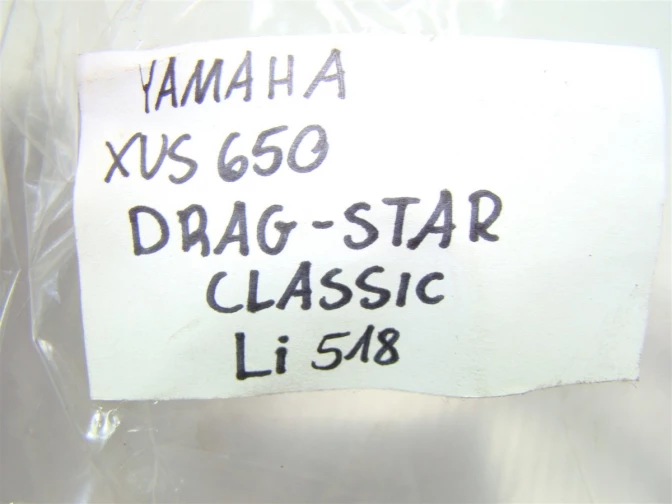 YAMAHA
XVS 650
DRAG-STAR
CLASSIC
Li 518